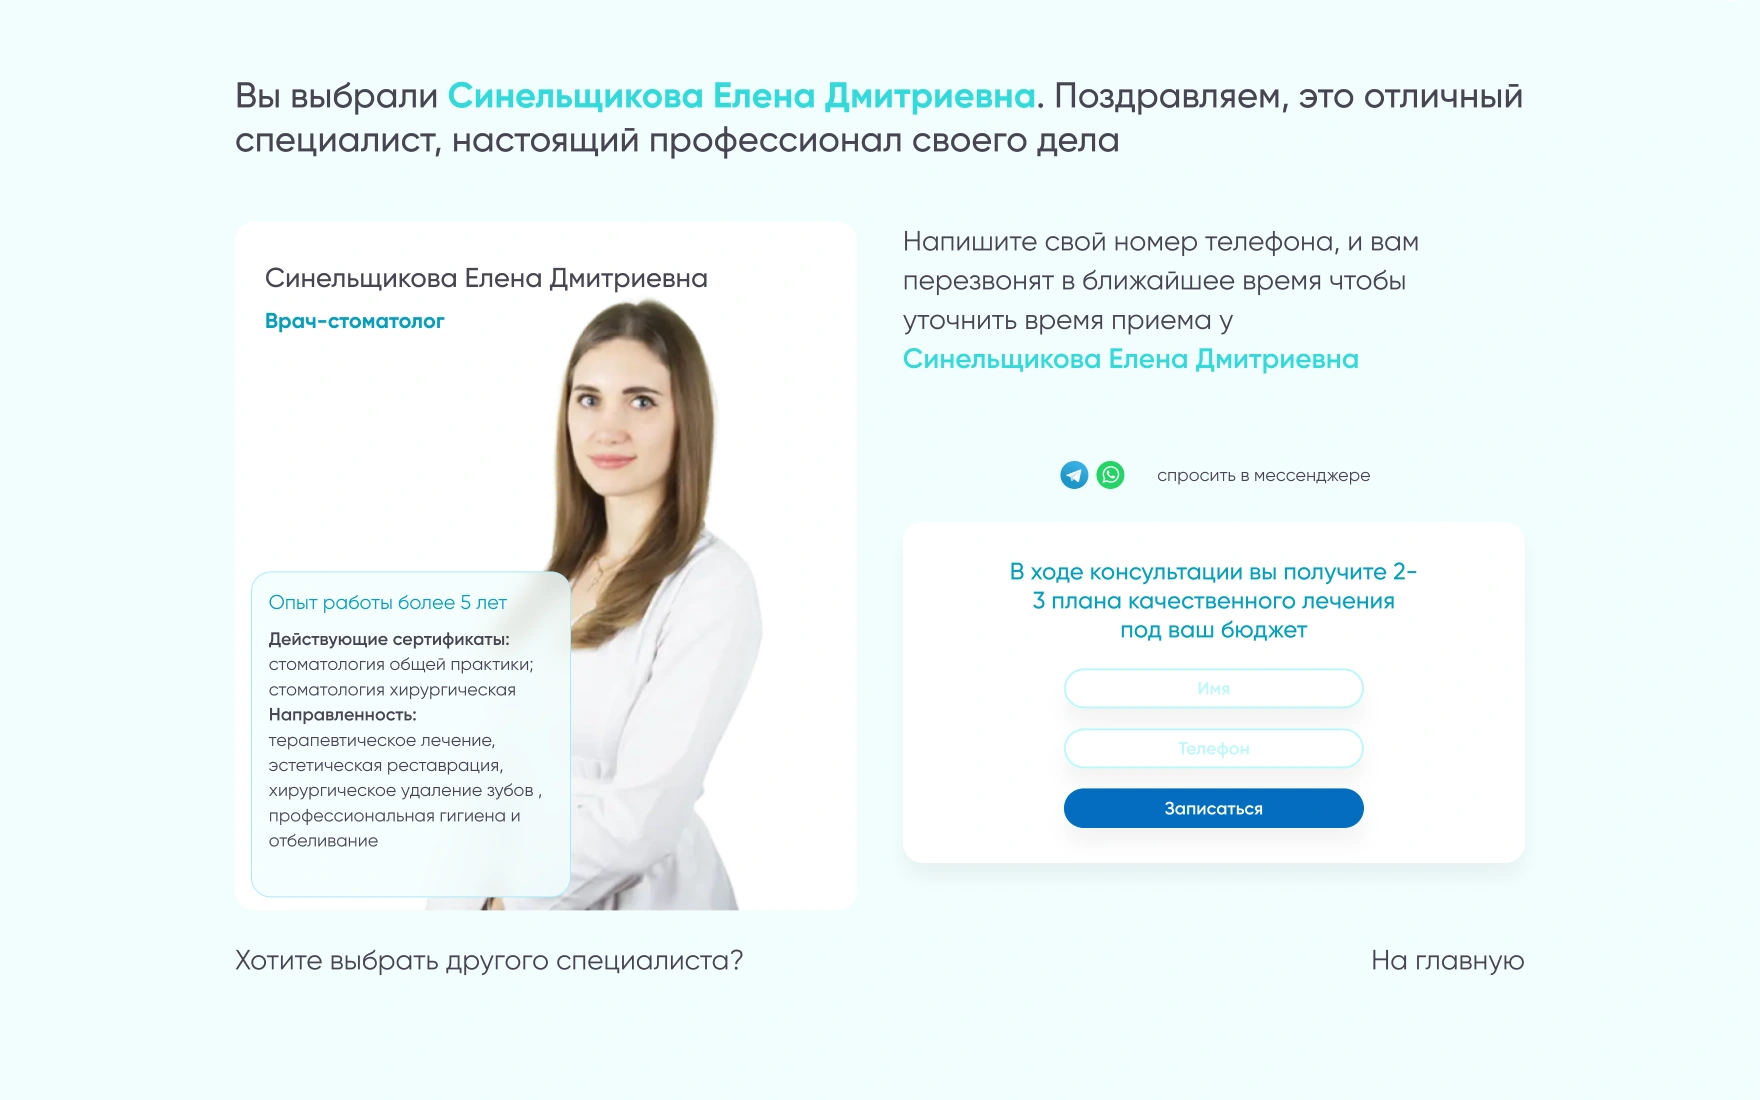 Вы выбрали Синельщикова Елена Дмитриевна. Поздравляем, это отличный
специалист, настоящий профессионал своего дела
Синельщикова Елена Дмитриевна
Врач-стоматолог
Опыт работы более 5 лет
Действующие сертификаты:
стоматология общей практики;
стоматология хирургическая
Направленность:
терапевтическое лечение,
эстетическая реставрация,
хирургическое удаление зубов ,
профессиональная гигиена и
отбеливание
Напишите свой номер телефона, и вам
перезвонят в ближайшее время чтобы
уточнить время приема у
Синельщикова Елена Дмитриевна
спросить в мессенджере
В ходе консультации вы получите 2-
3 плана качественного лечения
под ваш бюджет
Имя
Телефон
Записаться
Хотите выбрать другого специалиста?
На главную